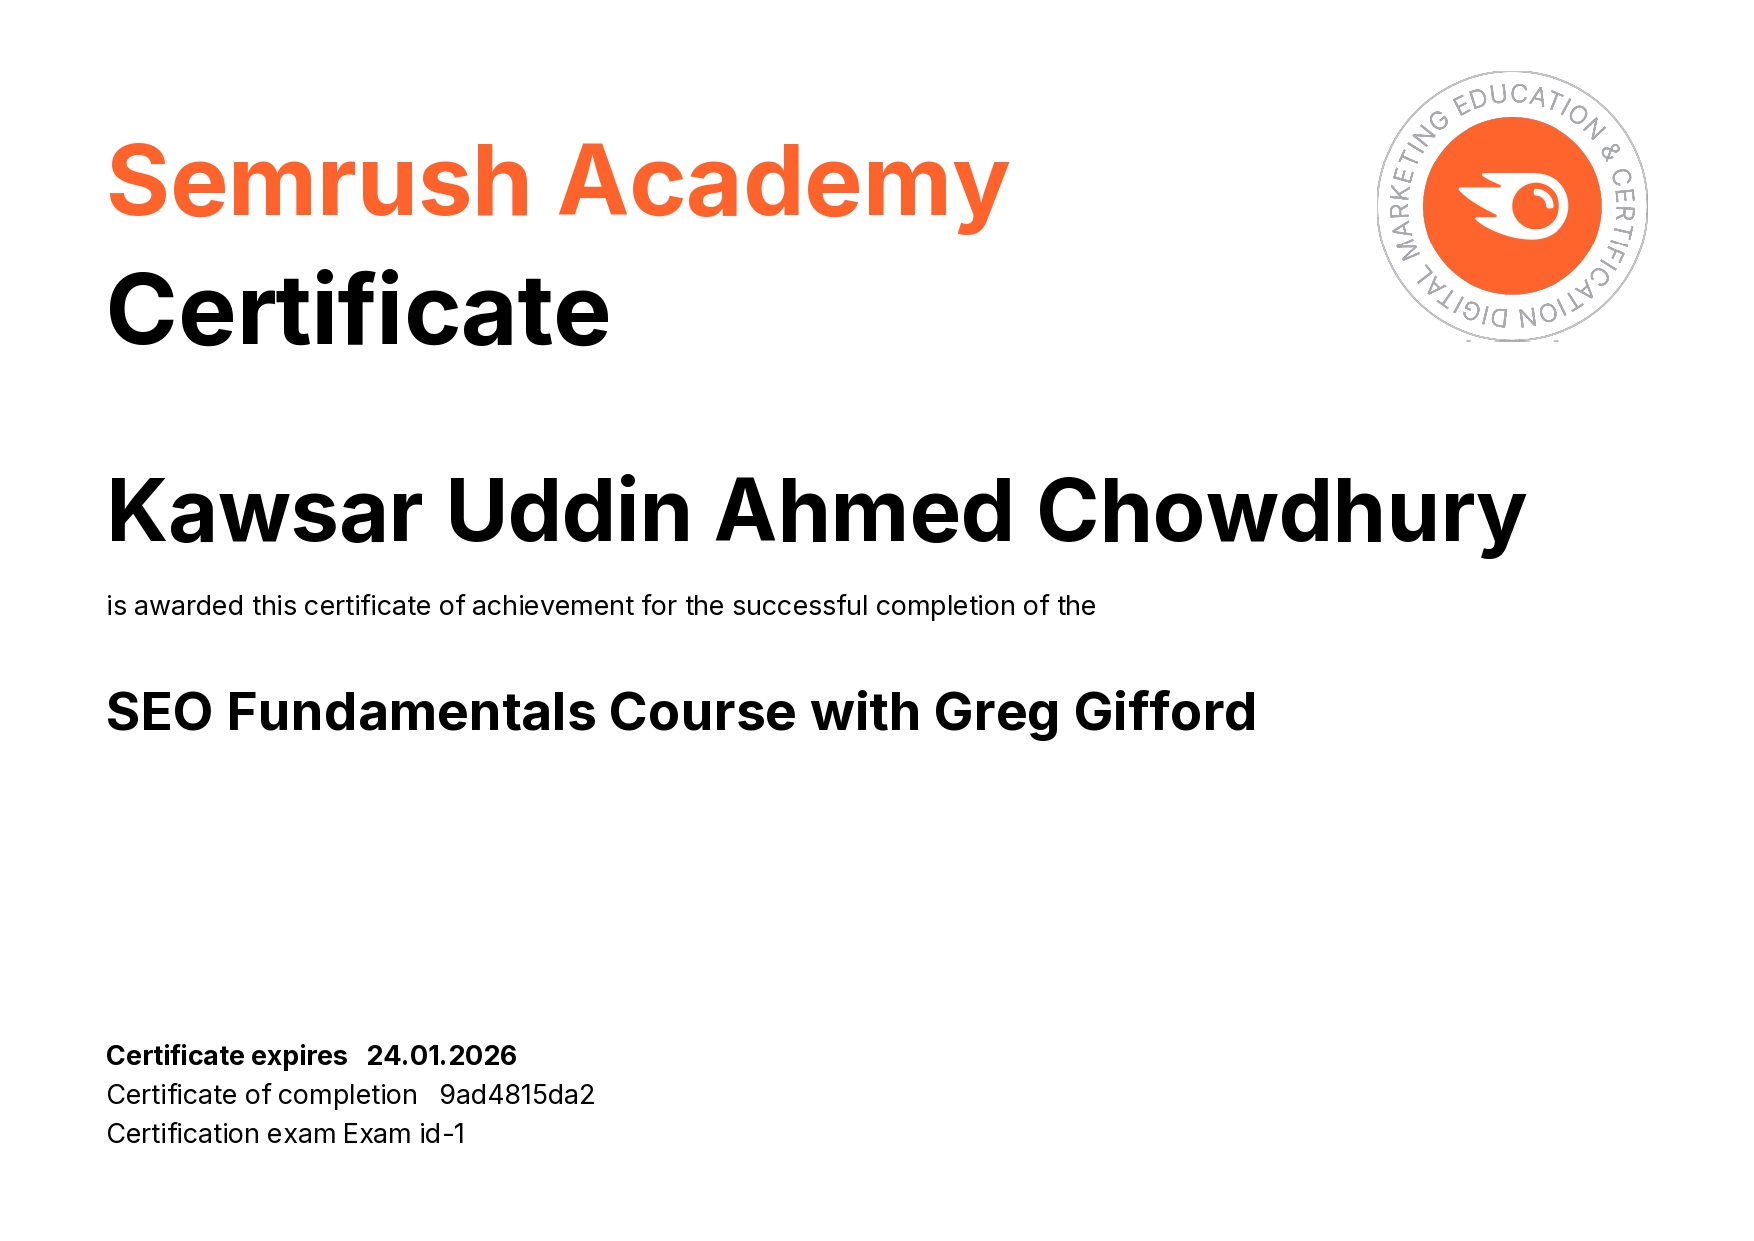 Semrush Academy
Certificate
DIGITAL MARKETING EDUCATION & CERTIFICATION
Kawsar Uddin Ahmed Chowdhury
is awarded this certificate of achievement for the successful completion of the
SEO Fundamentals Course with Greg Gifford
Certificate expires 24.01.2026
Certificate of completion 9ad4815da2
Certification exam Exam id-1